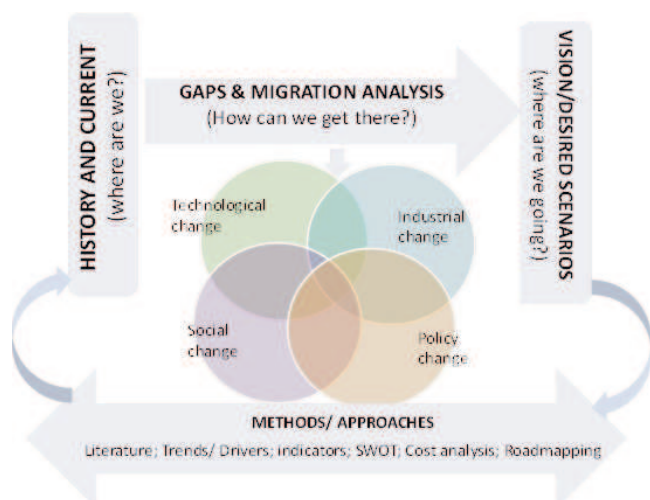 HISTORY AND CURRENT
(where are we?)
GAPS & MIGRATION ANALYSIS
(How can we get there?)
VISION/DESIRED SCENARIOS
(where are we going?)
Technological
change
Industrial
change
Social
change
Policy
change
METHODS/ APPROACHES
Literature; Trends/ Drivers; indicators; SWOT; Cost analysis; Roadmapping